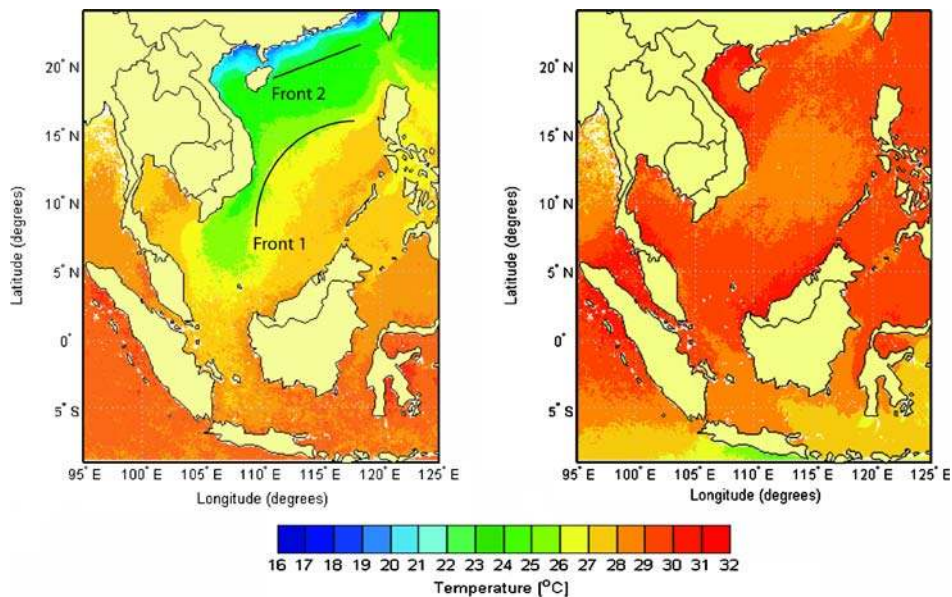 20° N
15° N
10° N
5° N
0°
5° S
Latitude (degrees)
95° E 100° E 105° E 110° E 115° E 120° E 125° E
Longitude (degrees)
Front 2
Front 1
20° N
15° N
10° N
5° N
0°
5° S
Latitude (degrees)
95° E 100° E 105° E 110° E 115° E 120° E 125° E
Longitude (degrees)
16 17 18 19 20 21 22 23 24 25 26 27 28 29 30 31 32
Temperature [°C]